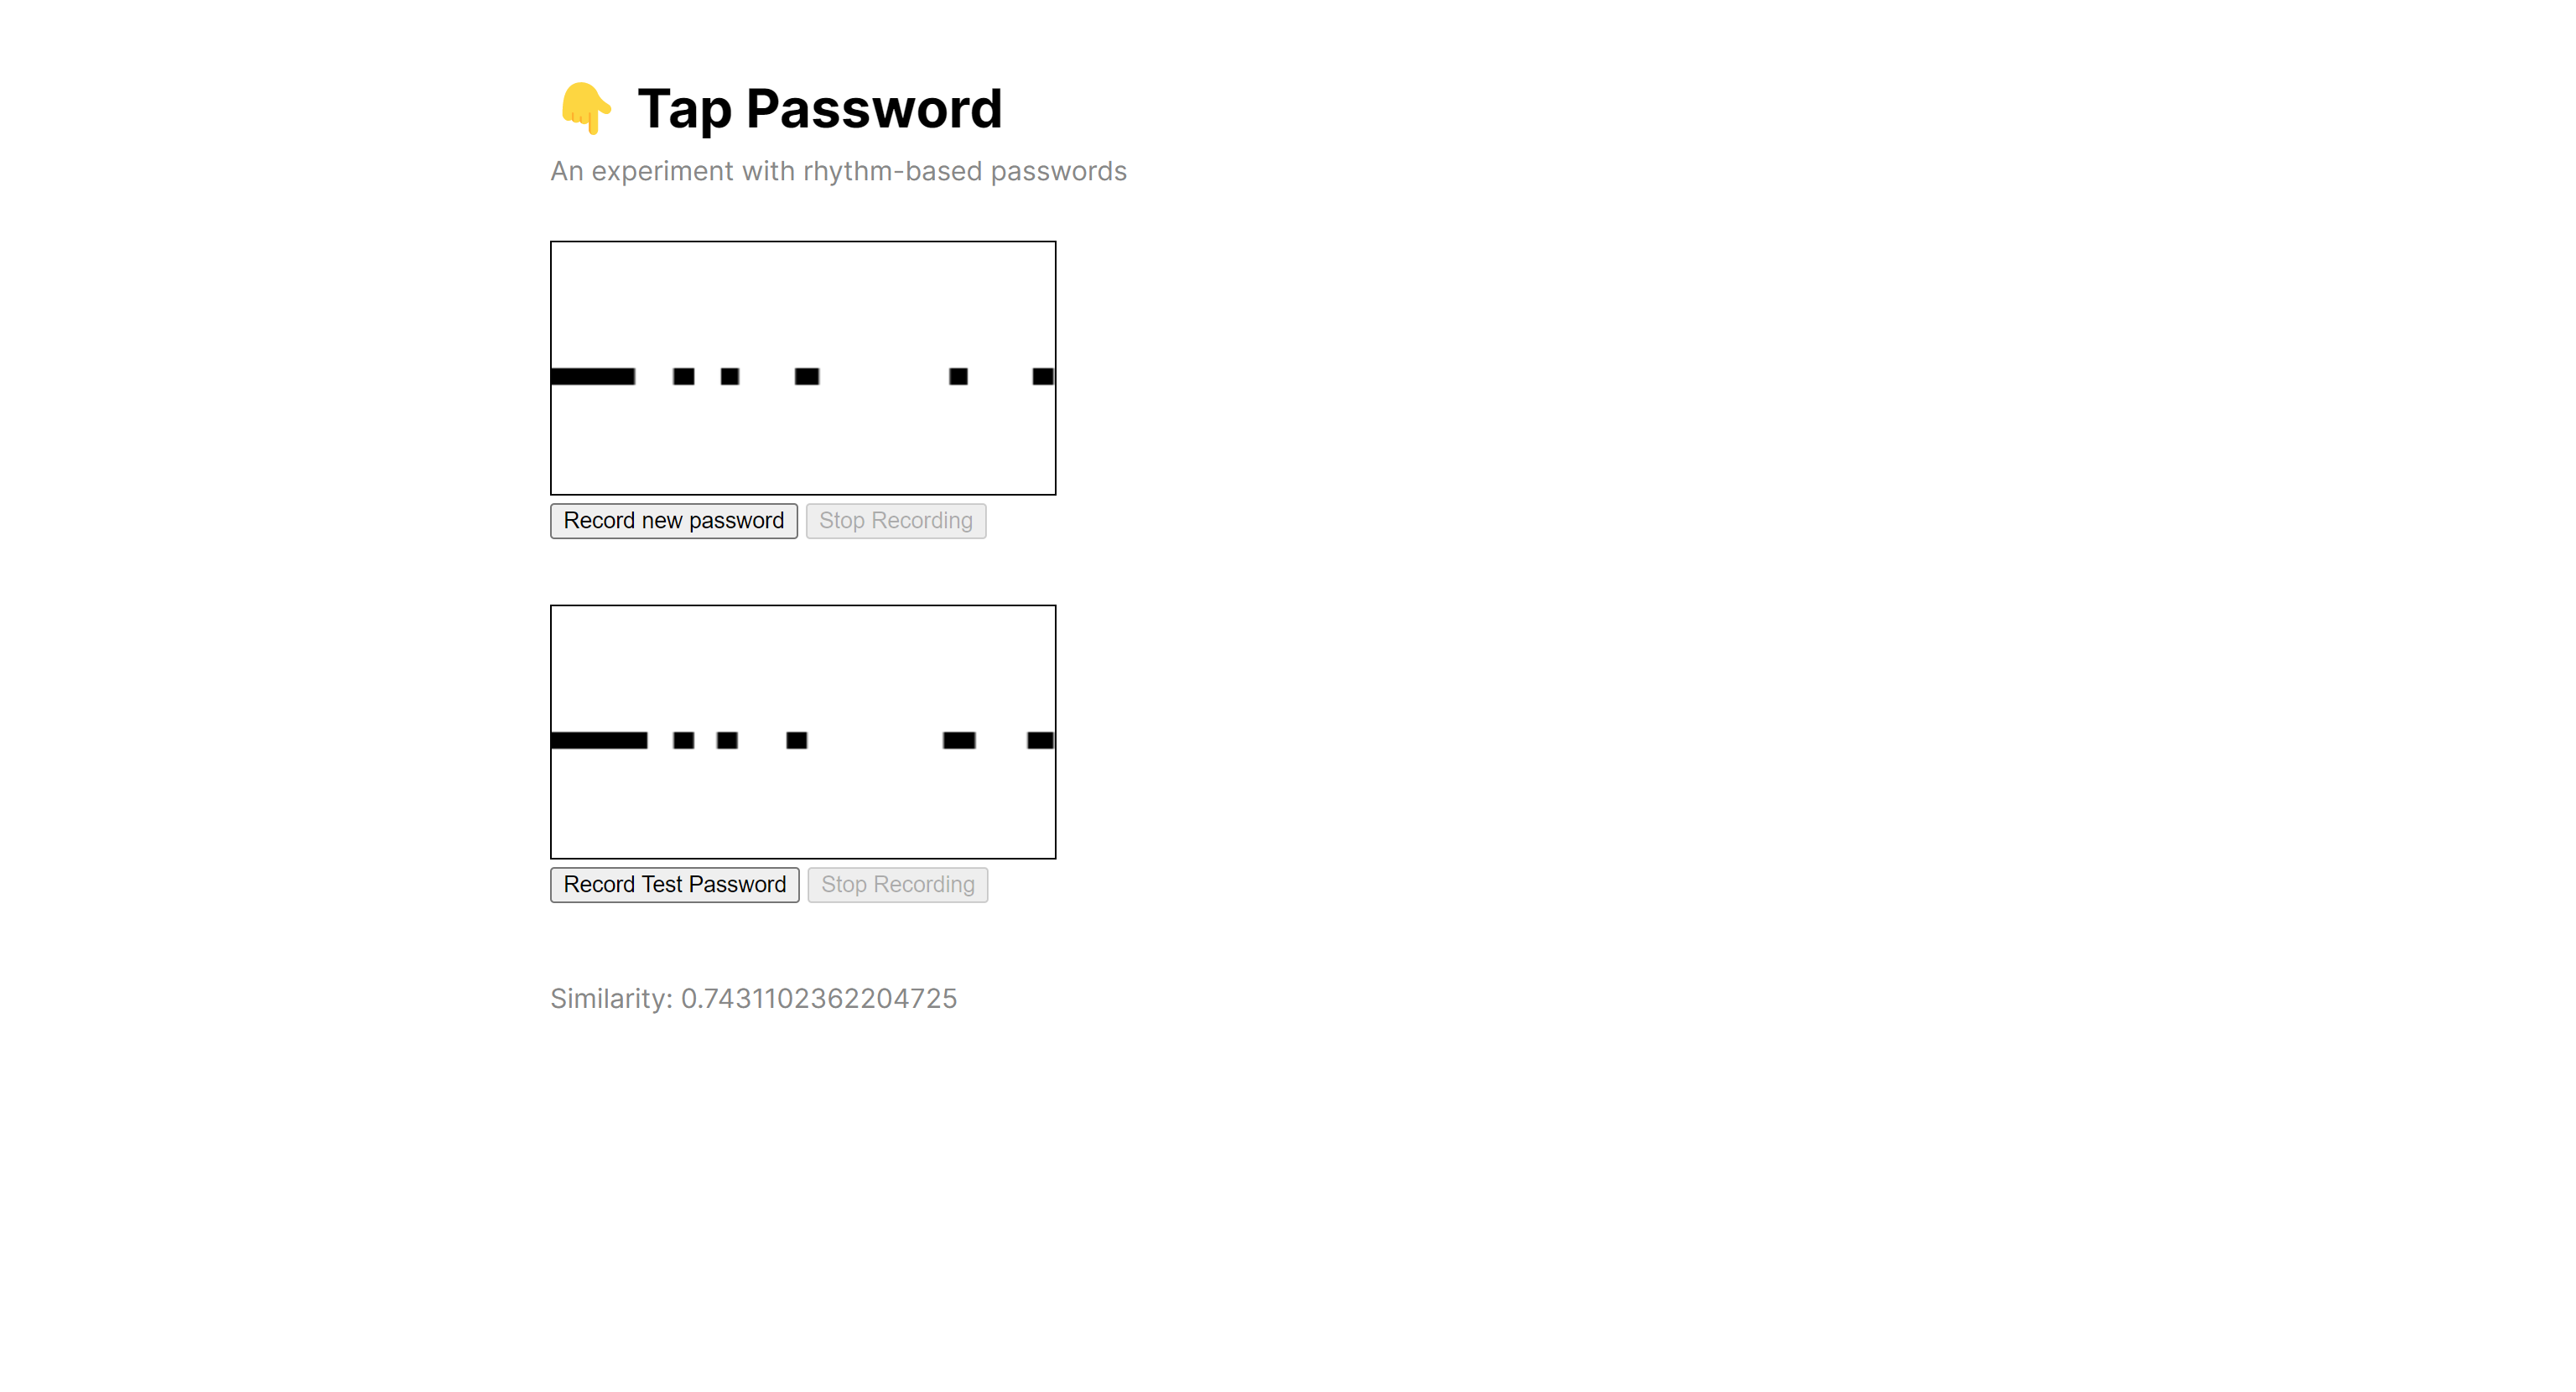 👇 Tap Password
An experiment with rhythm-based passwords
Record new password Stop Recording
Record Test Password Stop Recording
Similarity: 0.7431102362204725